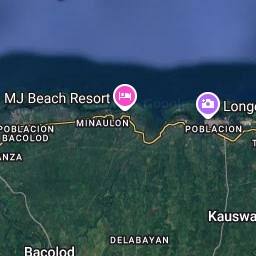 MJ Beach Resort
Longe
MINAULON
POBLACION
POBLACION
BACOLOD
T
ANZA
Kauswa
DELABAYAN
Bacolod